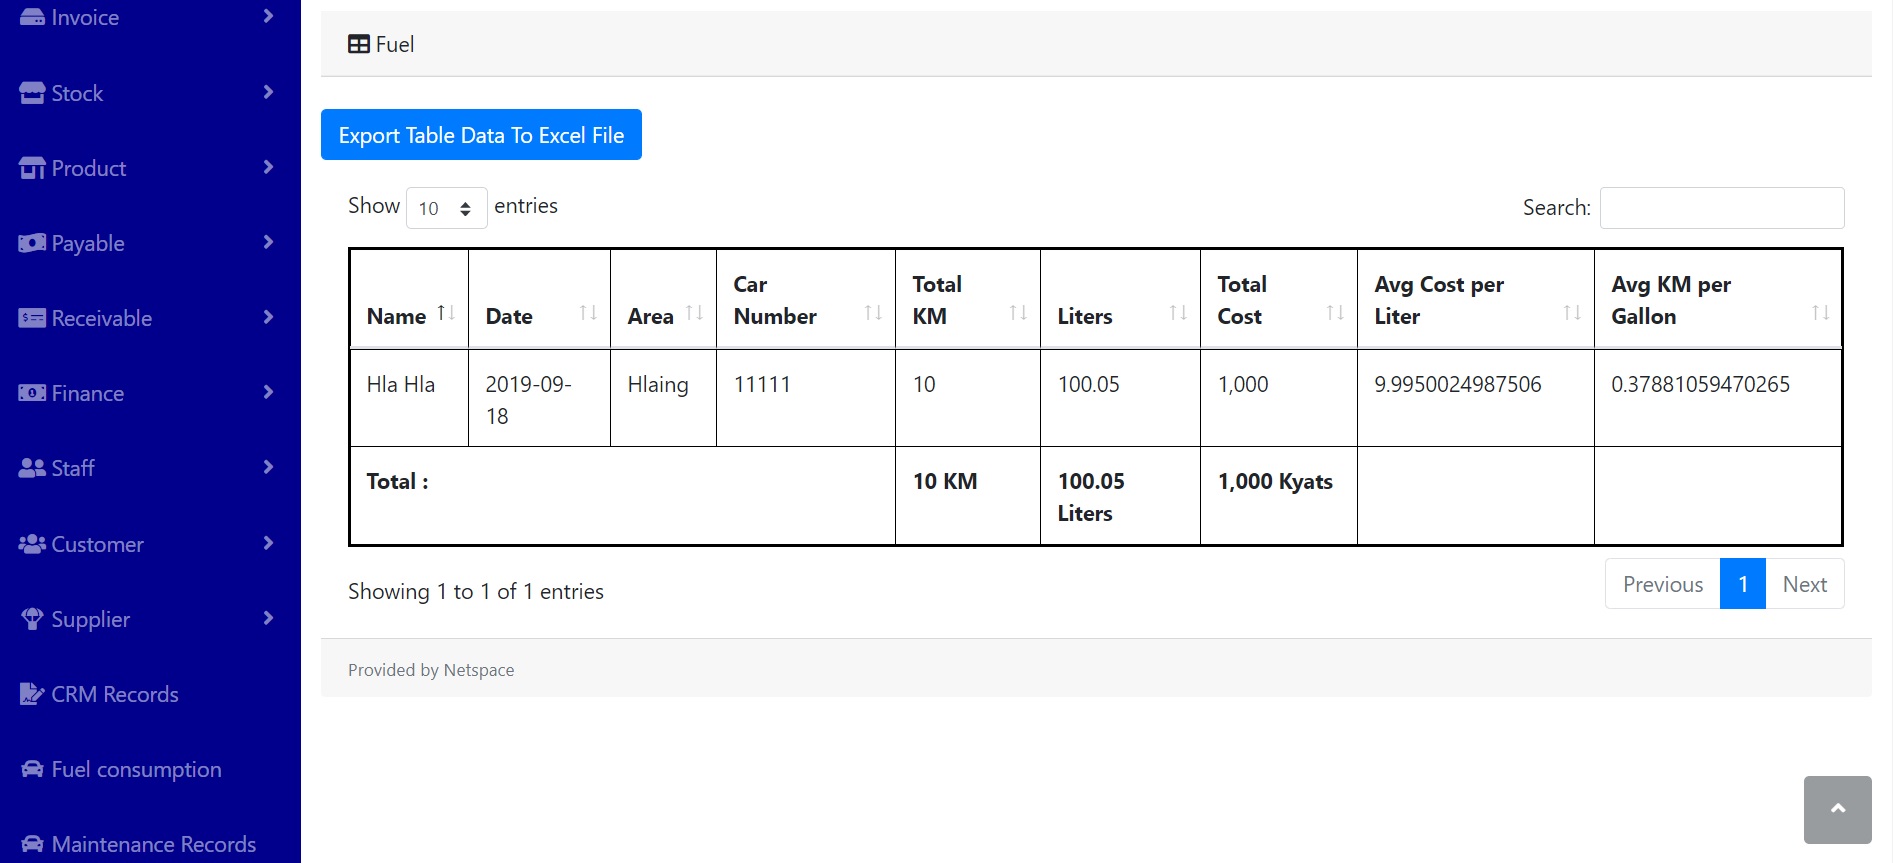 Invoice
Stock
Product
Payable
Receivable
Finance
Staff
Customer
Supplier
CRM Records
Fuel consumption
Maintenance Records
Fuel
Export Table Data To Excel File
Show 10 entries
Search:
Name
Date
Area
Car
Number
Total
KM
Liters
Total
Cost
Avg Cost per
Liter
Avg KM per
Gallon
Hla Hla
2019-09-
18
Hlaing
11111
10
100.05
1,000
9.9950024987506
0.37881059470265
Total :
10 KM
100.05
Liters
1,000 Kyats
Showing 1 to 1 of 1 entries
Previous 1 Next
Provided by Netspace